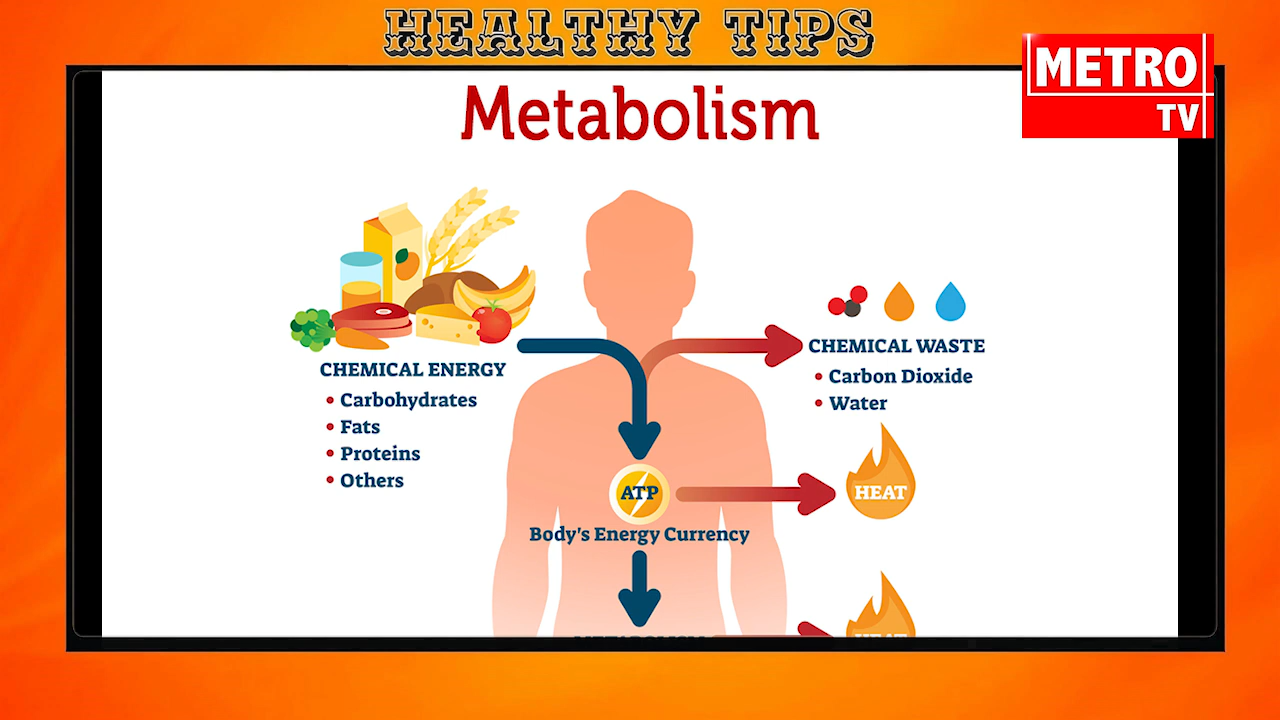 HEALTHY TIPS
METRO
TV
Metabolism
CHEMICAL ENERGY
• Carbohydrates
• Fats
• Proteins
• Others
CHEMICAL WASTE
• Carbon Dioxide
• Water
ATP
HEAT
Body's Energy Currency